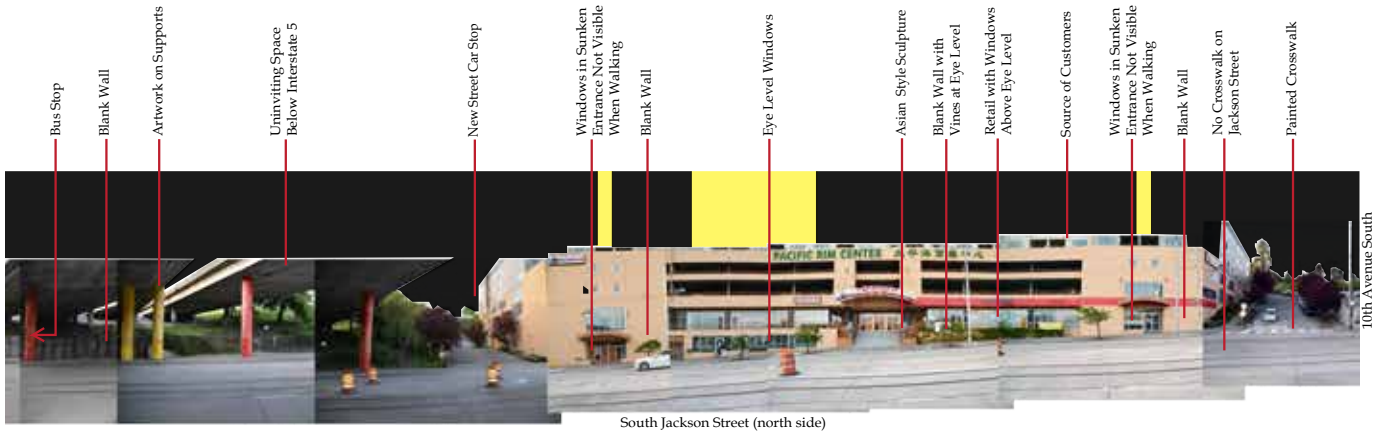 Bus Stop
Blank Wall
Artwork on Supports
Uninviting Space
Below Interstate 5
New Street Car Stop
Windows in Sunken
Entrance Not Visible
When Walking
Blank Wall
Eye Level Windows
Asian Style Sculpture
Blank Wall with
Vines at Eye Level
Retail with Windows
Above Eye Level
Source of Customers
Windows in Sunken
Entrance Not Visible
When Walking
Blank Wall
No Crosswalk on
Jackson Street
Painted Crosswalk
PACIFIC RIM CENTER
10th Avenue South
South Jackson Street (north side)